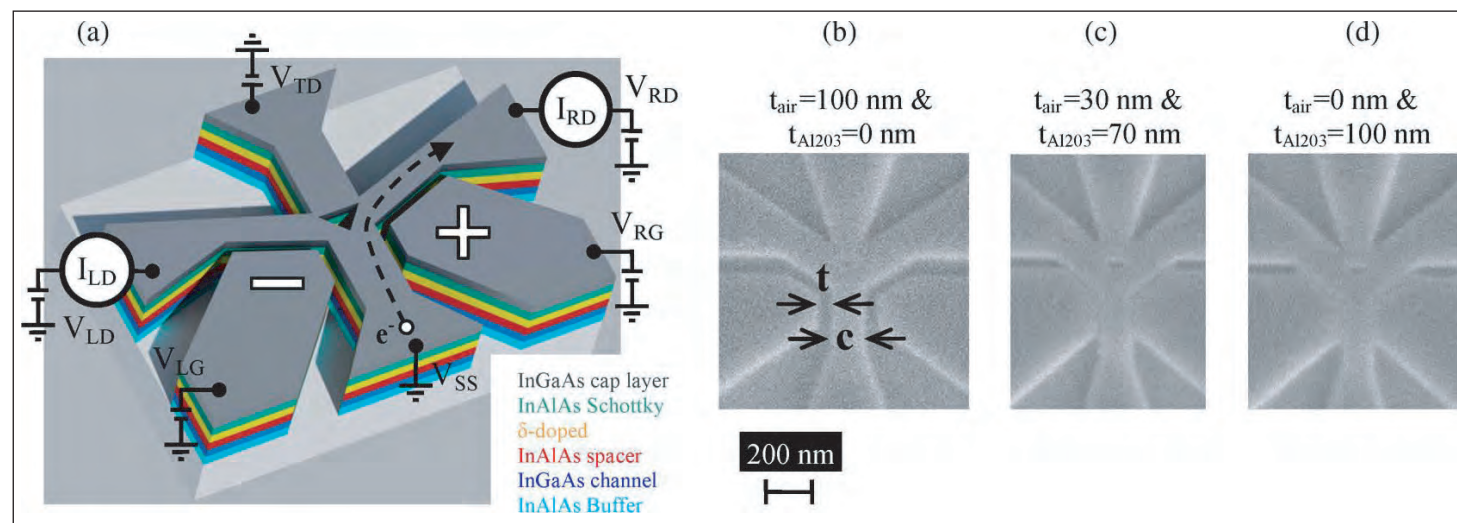 (a)
V_TD
I_RD
V_RD
V_RG
I_LD
V_LD
V_LG
e-
V_SS
InGaAs cap layer
InAlAs Schottky
δ-doped
InAlAs spacer
InGaAs channel
InAlAs Buffer
(b)
t_air=100 nm &
t_Al203=0 nm
t
c
200 nm
(c)
t_air=30 nm &
t_Al203=70 nm
(d)
t_air=0 nm &
t_Al203=100 nm